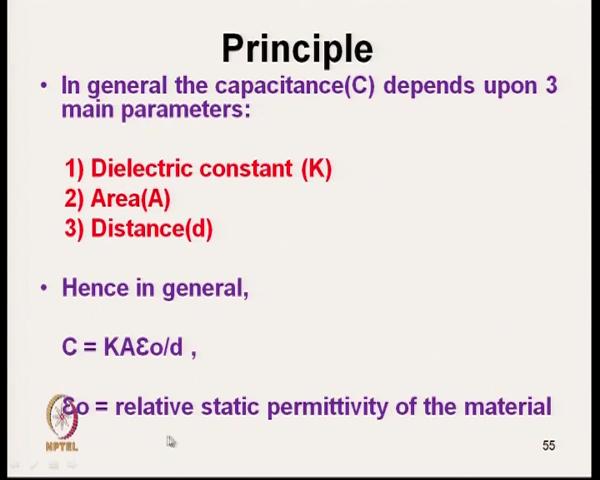 Principle
• In general the capacitance(C) depends upon 3
main parameters:
1) Dielectric constant (K)
2) Area(A)
3) Distance(d)
• Hence in general,
C = KAƐo/d ,
Ɛo = relative static permittivity of the material
NPTEL
55